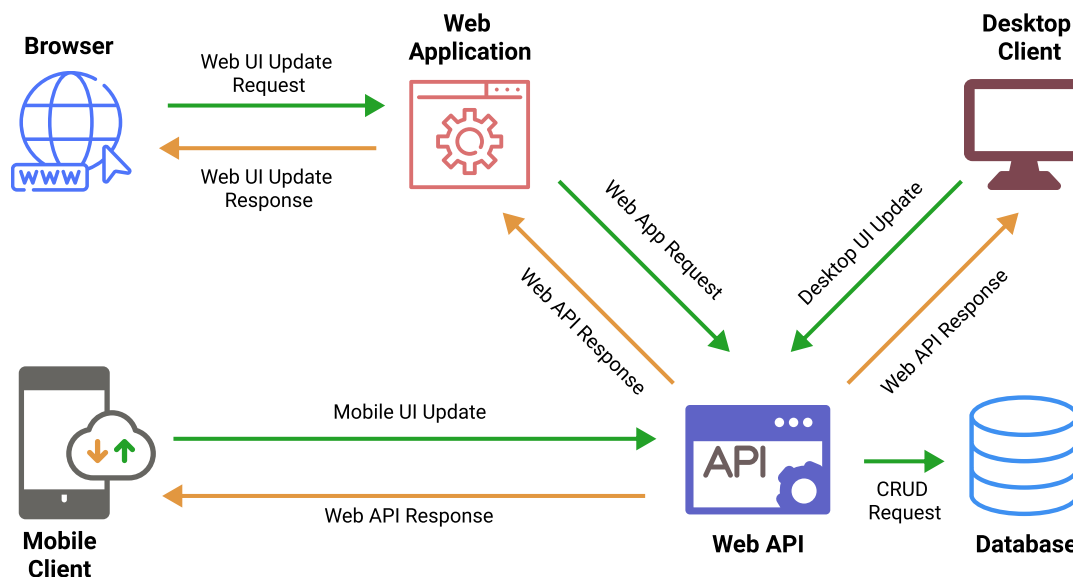 Browser
WWW
Web UI Update
Request
Web UI Update
Response
Web
Application
Desktop
Client
Web App Request
Web API Response
Desktop UI Update
Web API Response
Mobile UI Update
Web API Response
Mobile
Client
API
Web API
CRUD
Request
Database